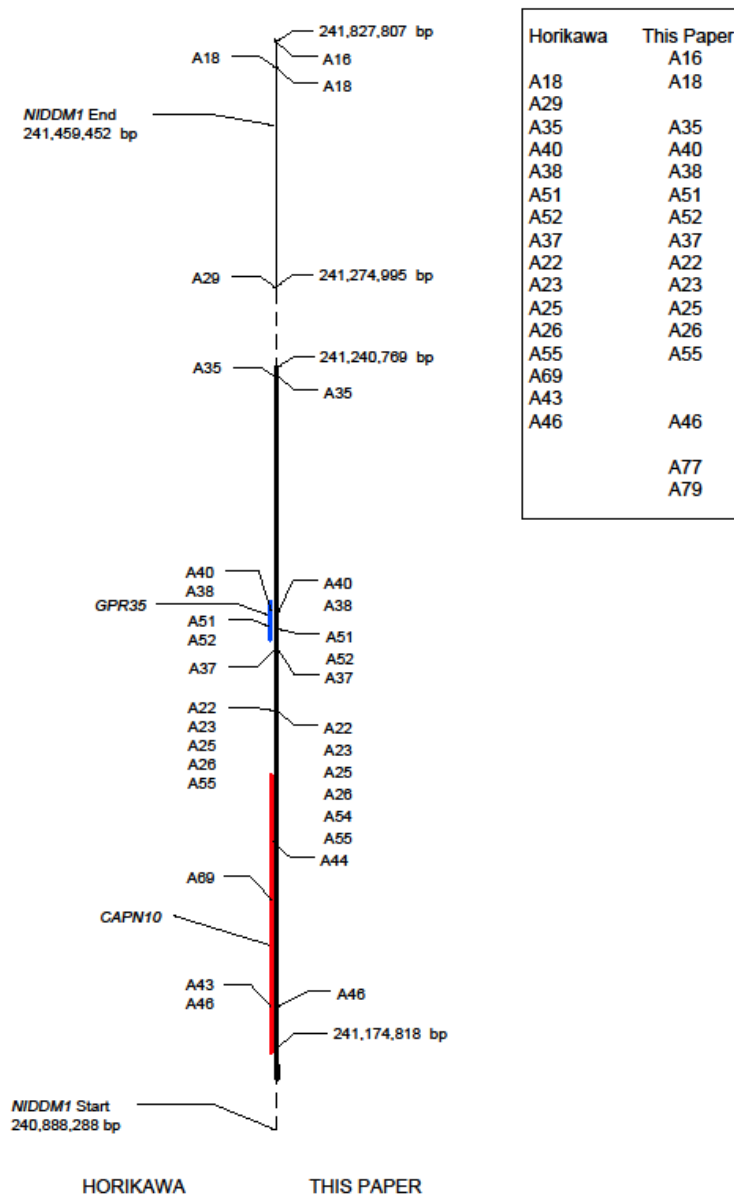 241,827,807 bp
A18
A16
A18
NIDDM1 End
241,459,452 bp
A29
241,274,995 bp
241,240,769 bp
A35
A35
A40
A38
GPR35
A51
A52
A37
A40
A38
A51
A52
A37
A22
A23
A25
A26
A55
A22
A23
A25
A26
A54
A55
A44
A69
CAPN10
A43
A46
A46
241,174,818 bp
NIDDM1 Start
240,888,288 bp
HORIKAWA THIS PAPER
Horikawa This Paper
A16
A18 A18
A29
A35 A35
A40 A40
A38 A38
A51 A51
A52 A52
A37 A37
A22 A22
A23 A23
A25 A25
A26 A26
A55 A55
A69
A43
A46 A46
A77
A79